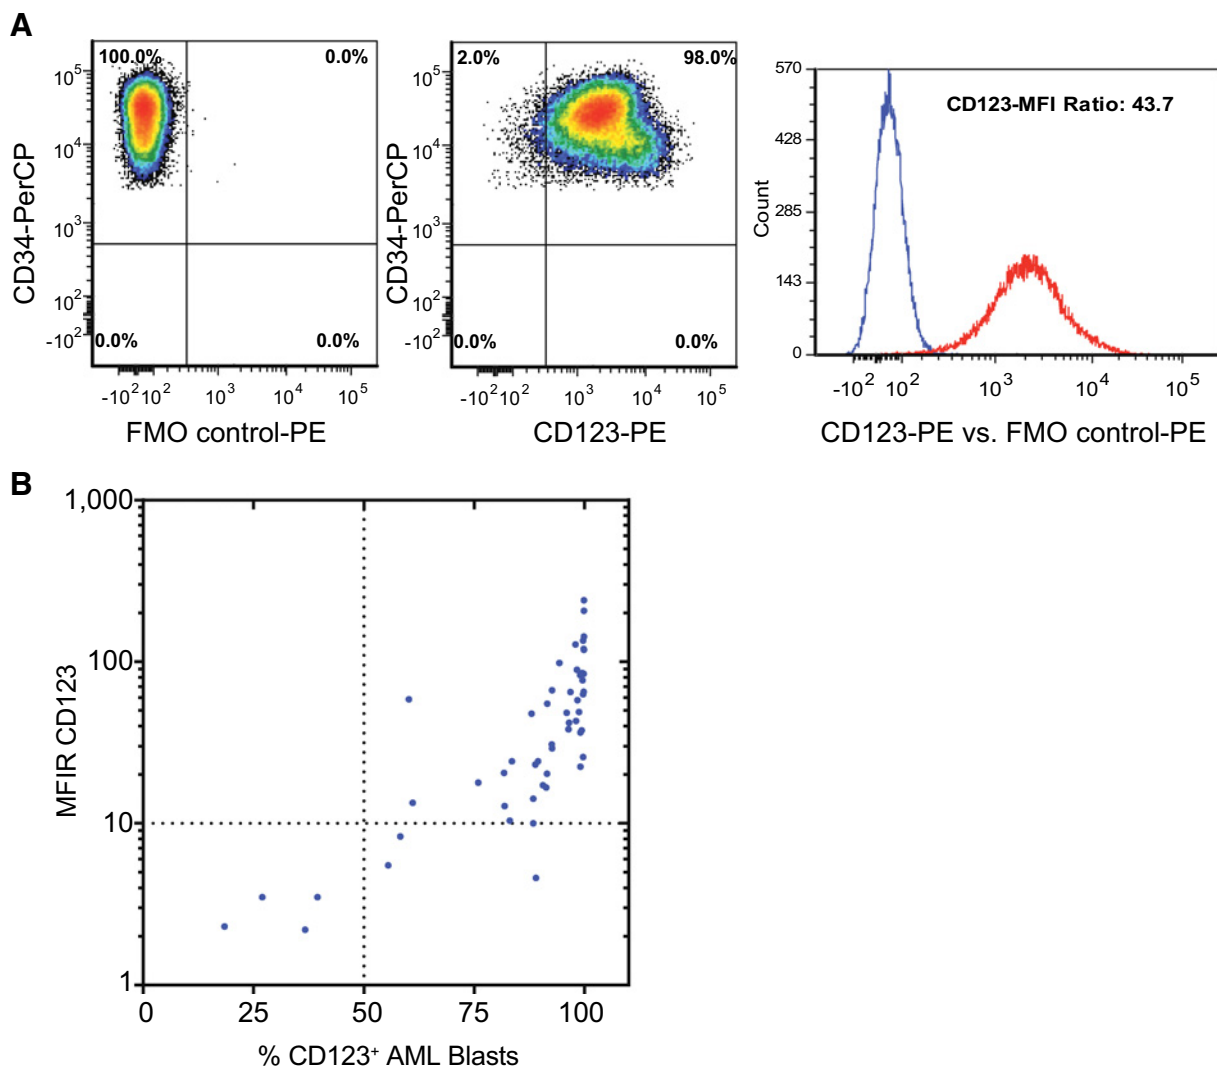 A
100.0% 0.0%
10^5
10^4
10^3
10^2
-10^2
0.0% 0.0%
-10^2 10^2 10^3 10^4 10^5
CD34-PerCP
FMO control-PE
2.0% 98.0%
10^5
10^4
10^3
10^2
-10^2
0.0% 0.0%
-10^2 10^2 10^3 10^4 10^5
CD34-PerCP
CD123-PE
CD123-MFI Ratio: 43.7
570
428
285
143
0
Count
-10^2 10^2 10^3 10^4 10^5
CD123-PE vs. FMO control-PE
B
1,000
100
10
1
MFIR CD123
0 25 50 75 100
% CD123⁺ AML Blasts